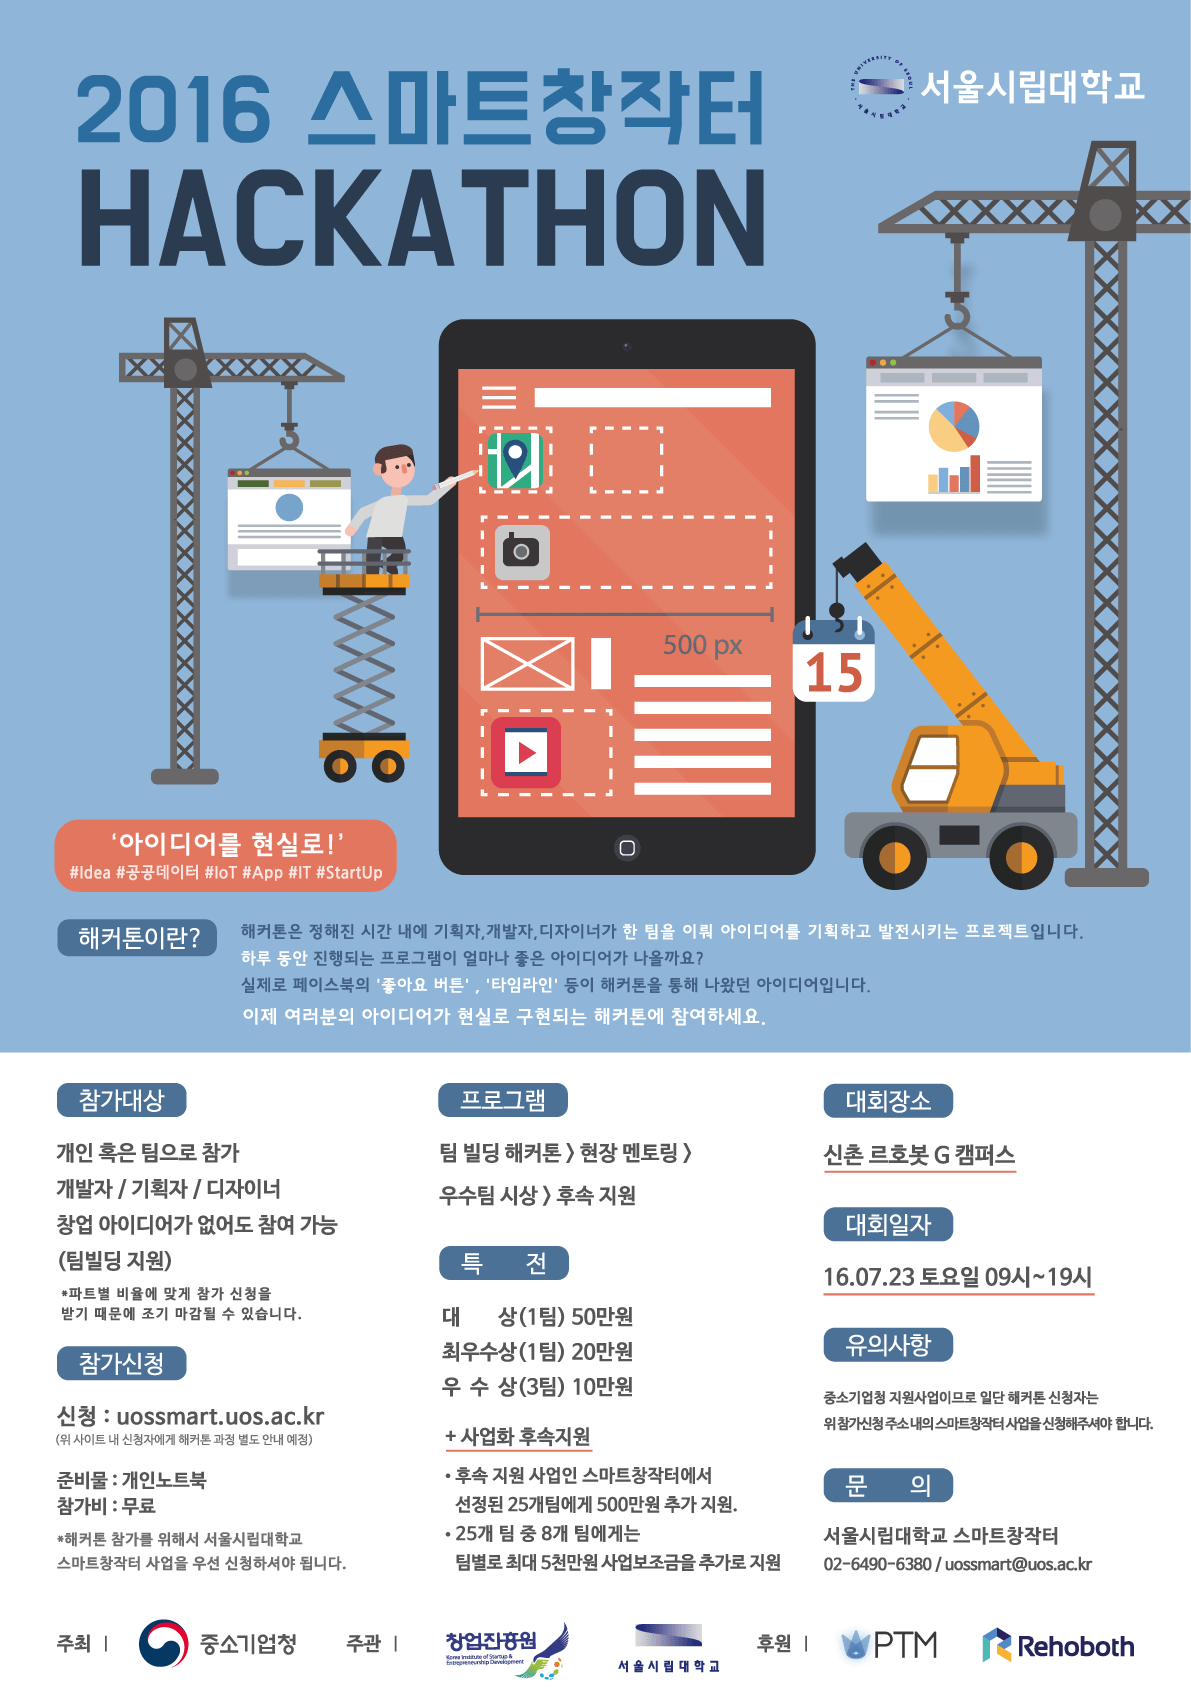 2016 스마트창작터
HACKATHON
THE UNIVERSITY OF SEOUL
서울시립대학교
서울시립대학교
500 px
15
‘아이디어를 현실로!’
#Idea #공공데이터 #IoT #App #IT #StartUp
해커톤이란?
해커톤은 정해진 시간 내에 기획자,개발자,디자이너가 한 팀을 이뤄 아이디어를 기획하고 발전시키는 프로젝트입니다.
하루 동안 진행되는 프로그램이 얼마나 좋은 아이디어가 나올까요?
실제로 페이스북의 '좋아요 버튼' , '타임라인' 등이 해커톤을 통해 나왔던 아이디어입니다.
이제 여러분의 아이디어가 현실로 구현되는 해커톤에 참여하세요.
참가대상
개인 혹은 팀으로 참가
개발자 / 기획자 / 디자이너
창업 아이디어가 없어도 참여 가능
(팀빌딩 지원)
*파트별 비율에 맞게 참가 신청을
받기 때문에 조기 마감될 수 있습니다.
참가신청
신청 : uossmart.uos.ac.kr
(위 사이트 내 신청자에게 해커톤 과정 별도 안내 예정)
준비물 : 개인노트북
참가비 : 무료
*해커톤 참가를 위해서 서울시립대학교
스마트창작터 사업을 우선 신청하셔야 됩니다.
프로그램
팀 빌딩 해커톤 > 현장 멘토링 >
우수팀 시상 > 후속 지원
특 전
대 상(1팀) 50만원
최우수상(1팀) 20만원
우 수 상(3팀) 10만원
+ 사업화 후속지원
• 후속 지원 사업인 스마트창작터에서
선정된 25개팀에게 500만원 추가 지원.
• 25개 팀 중 8개 팀에게는
팀별로 최대 5천만원 사업보조금을 추가로 지원
대회장소
신촌 르호봇 G 캠퍼스
대회일자
16.07.23 토요일 09시~19시
유의사항
중소기업청 지원사업이므로 일단 해커톤 신청자는
위 참가신청 주소 내의 스마트창작터 사업을 신청해주셔야 합니다.
문 의
서울시립대학교 스마트창작터
02-6490-6380 / uossmart@uos.ac.kr
주최 |
중소기업청
주관 |
창업진흥원
Korea Institute of Startup &
Entrepreneurship Development
서울시립대학교
후원 |
PTM
Rehoboth